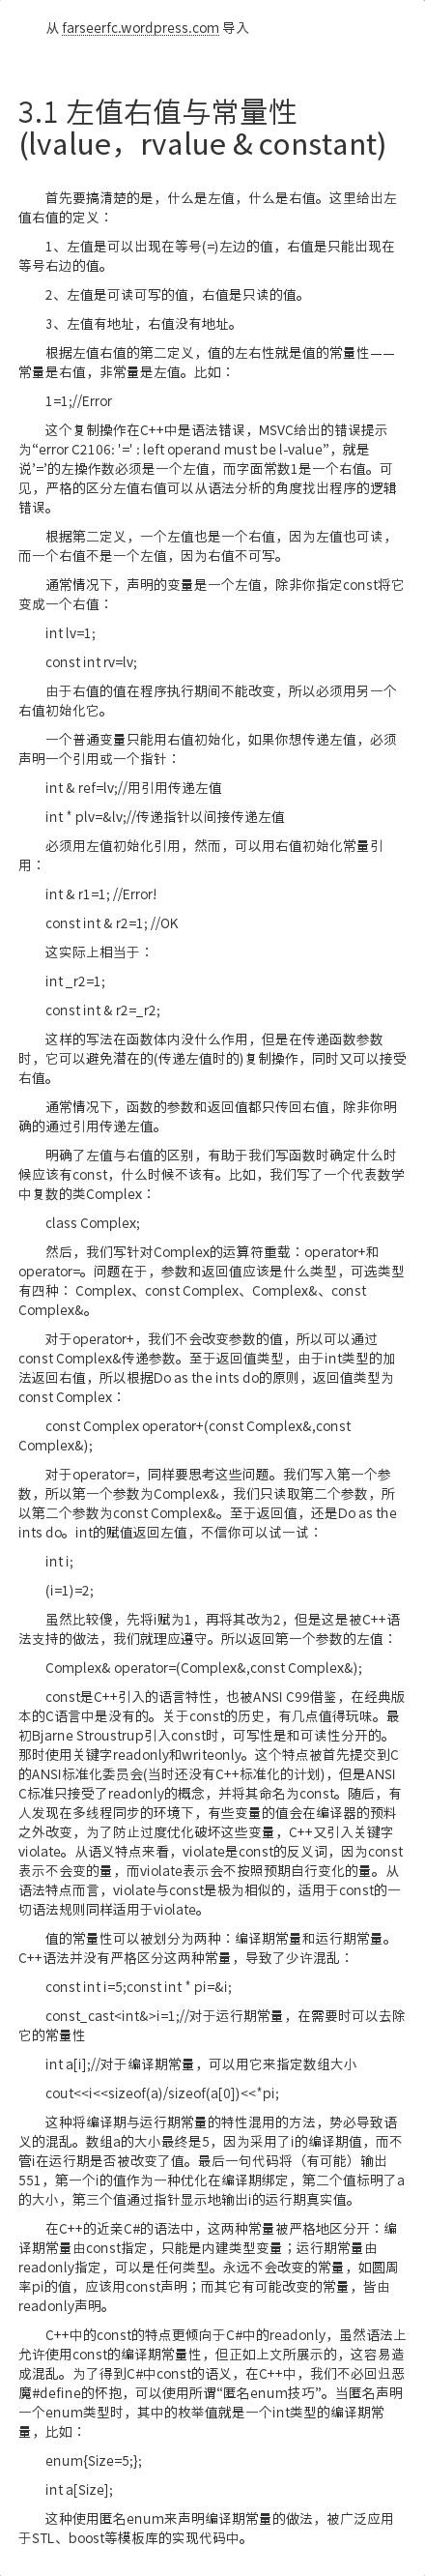 从 farseerfc.wordpress.com 导入
3.1 左值右值与常量性
(lvalue，rvalue & constant)
首先要搞清楚的是，什么是左值，什么是右值。这里给出左
值右值的定义：
1、左值是可以出现在等号(=)左边的值，右值是只能出现在
等号右边的值。
2、左值是可读可写的值，右值是只读的值。
3、左值有地址，右值没有地址。
根据左值右值的第二定义，值的左右性就是值的常量性——
常量是右值，非常量是左值。比如：
1=1;//Error
这个复制操作在C++中是语法错误，MSVC给出的错误提示
为“error C2106: '=' : left operand must be l-value”，就是
说’=’的左操作数必须是一个左值，而字面常数1是一个右值。可
见，严格的区分左值右值可以从语法分析的角度找出程序的逻辑
错误。
根据第二定义，一个左值也是一个右值，因为左值也可读，
而一个右值不是一个左值，因为右值不可写。
通常情况下，声明的变量是一个左值，除非你指定const将它
变成一个右值：
int lv=1;
const int rv=lv;
由于右值的值在程序执行期间不能改变，所以必须用另一个
右值初始化它。
一个普通变量只能用右值初始化，如果你想传递左值，必须
声明一个引用或一个指针：
int & ref=lv;//用引用传递左值
int * plv=&lv;//传递指针以间接传递左值
必须用左值初始化引用，然而，可以用右值初始化常量引
用：
int & r1=1; //Error!
const int & r2=1; //OK
这实际上相当于：
int _r2=1;
const int & r2=_r2;
这样的写法在函数体内没什么作用，但是在传递函数参数
时，它可以避免潜在的(传递左值时的)复制操作，同时又可以接受
右值。
通常情况下，函数的参数和返回值都只传回右值，除非你明
确的通过引用传递左值。
明确了左值与右值的区别，有助于我们写函数时确定什么时
候应该有const，什么时候不该有。比如，我们写了一个代表数学
中复数的类Complex：
class Complex;
然后，我们写针对Complex的运算符重载：operator+和
operator=。问题在于，参数和返回值应该是什么类型，可选类型
有四种： Complex、const Complex、Complex&、const
Complex&。
对于operator+，我们不会改变参数的值，所以可以通过
const Complex&传递参数。至于返回值类型，由于int类型的加
法返回右值，所以根据Do as the ints do的原则，返回值类型为
const Complex：
const Complex operator+(const Complex&,const
Complex&);
对于operator=，同样要思考这些问题。我们写入第一个参
数，所以第一个参数为Complex&，我们只读取第二个参数，所
以第二个参数为const Complex&。至于返回值，还是Do as the
ints do。int的赋值返回左值，不信你可以试一试：
int i;
(i=1)=2;
虽然比较傻，先将i赋为1，再将其改为2，但是这是被C++语
法支持的做法，我们就理应遵守。所以返回第一个参数的左值：
Complex& operator=(Complex&,const Complex&);
const是C++引入的语言特性，也被ANSI C99借鉴，在经典版
本的C语言中是没有的。关于const的历史，有几点值得玩味。最
初Bjarne Stroustrup引入const时，可写性是和可读性分开的。
那时使用关键字readonly和writeonly。这个特点被首先提交到C
的ANSI标准化委员会(当时还没有C++标准化的计划)，但是ANSI
C标准只接受了readonly的概念，并将其命名为const。随后，有
人发现在多线程同步的环境下，有些变量的值会在编译器的预料
之外改变，为了防止过度优化破坏这些变量，C++又引入关键字
violate。从语义特点来看，violate是const的反义词，因为const
表示不会变的量，而violate表示会不按照预期自行变化的量。从
语法特点而言，violate与const是极为相似的，适用于const的一
切语法规则同样适用于violate。
值的常量性可以被划分为两种：编译期常量和运行期常量。
C++语法并没有严格区分这两种常量，导致了少许混乱：
const int i=5;const int * pi=&i;
const_cast<int&>i=1;//对于运行期常量，在需要时可以去除
它的常量性
int a[i];//对于编译期常量，可以用它来指定数组大小
cout<<i<<sizeof(a)/sizeof(a[0])<<*pi;
这种将编译期与运行期常量的特性混用的方法，势必导致语
义的混乱。数组a的大小最终是5，因为采用了i的编译期值，而不
管i在运行期是否被改变了值。最后一句代码将（有可能）输出
551，第一个i的值作为一种优化在编译期绑定，第二个值标明了a
的大小，第三个值通过指针显示地输出i的运行期真实值。
在C++的近亲C#的语法中，这两种常量被严格地区分开：编
译期常量由const指定，只能是内建类型变量；运行期常量由
readonly指定，可以是任何类型。永远不会改变的常量，如圆周
率pi的值，应该用const声明；而其它有可能改变的常量，皆由
readonly声明。
C++中的const的特点更倾向于C#中的readonly，虽然语法上
允许使用const的编译期常量性，但正如上文所展示的，这容易造
成混乱。为了得到C#中const的语义，在C++中，我们不必回归恶
魔#define的怀抱，可以使用所谓“匿名enum技巧”。当匿名声明
一个enum类型时，其中的枚举值就是一个int类型的编译期常
量，比如：
enum{Size=5;};
int a[Size];
这种使用匿名enum来声明编译期常量的做法，被广泛应用
于STL、boost等模板库的实现代码中。